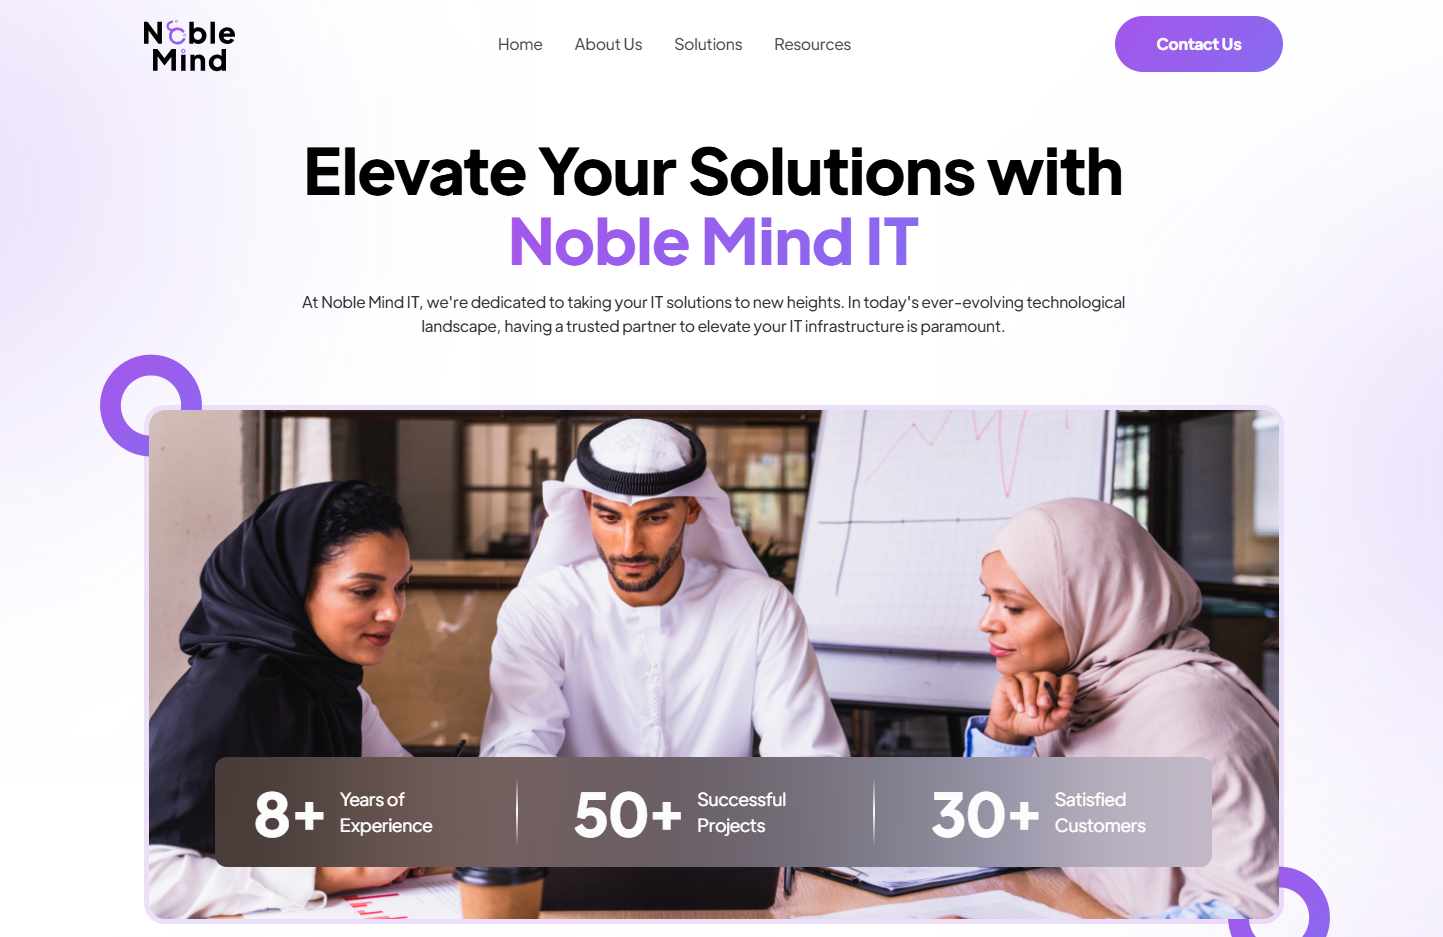 Noble
Mind
Home
About Us
Solutions
Resources
Contact Us
Elevate Your Solutions with
Noble Mind IT
At Noble Mind IT, we're dedicated to taking your IT solutions to new heights. In today's ever-evolving technological
landscape, having a trusted partner to elevate your IT infrastructure is paramount.
8+
Years of
Experience
50+
Successful
Projects
30+
Satisfied
Customers